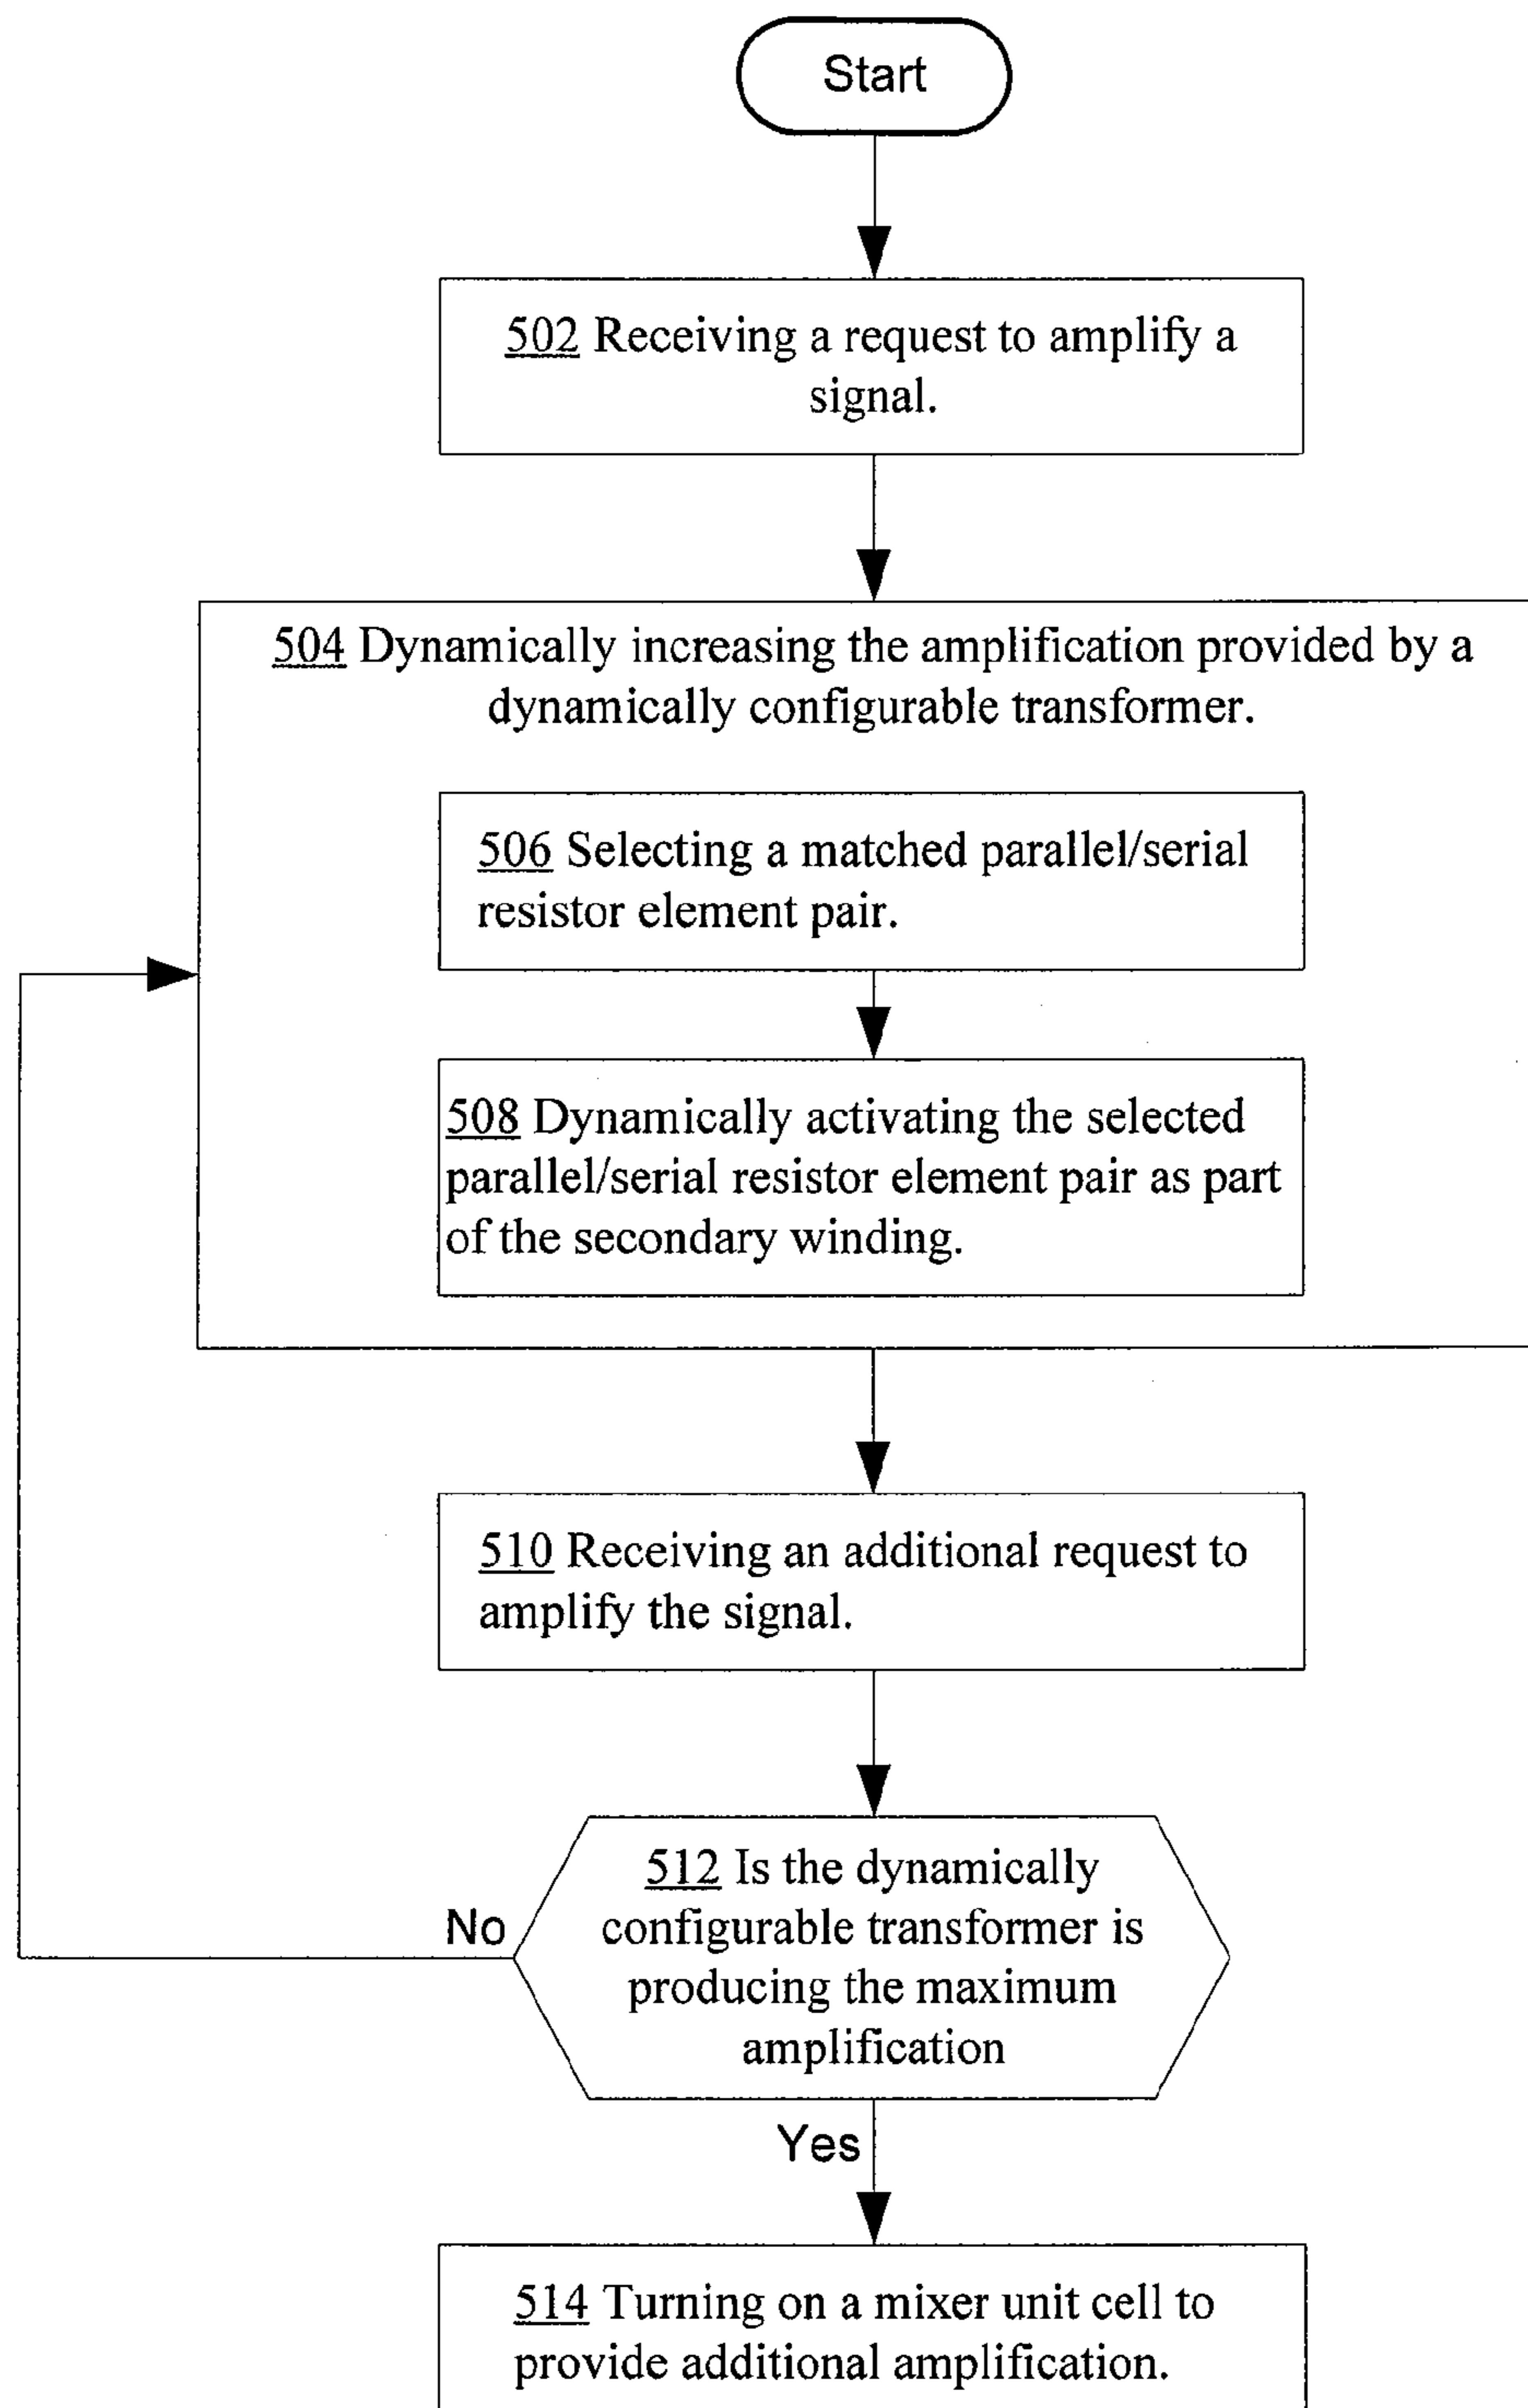 Start
502 Receiving a request to amplify a
signal.
504 Dynamically increasing the amplification provided by a
dynamically configurable transformer.
506 Selecting a matched parallel/serial
resistor element pair.
508 Dynamically activating the selected
parallel/serial resistor element pair as part
of the secondary winding.
510 Receiving an additional request to
amplify the signal.
512 Is the dynamically
configurable transformer is
producing the maximum
amplification
No
Yes
514 Turning on a mixer unit cell to
provide additional amplification.